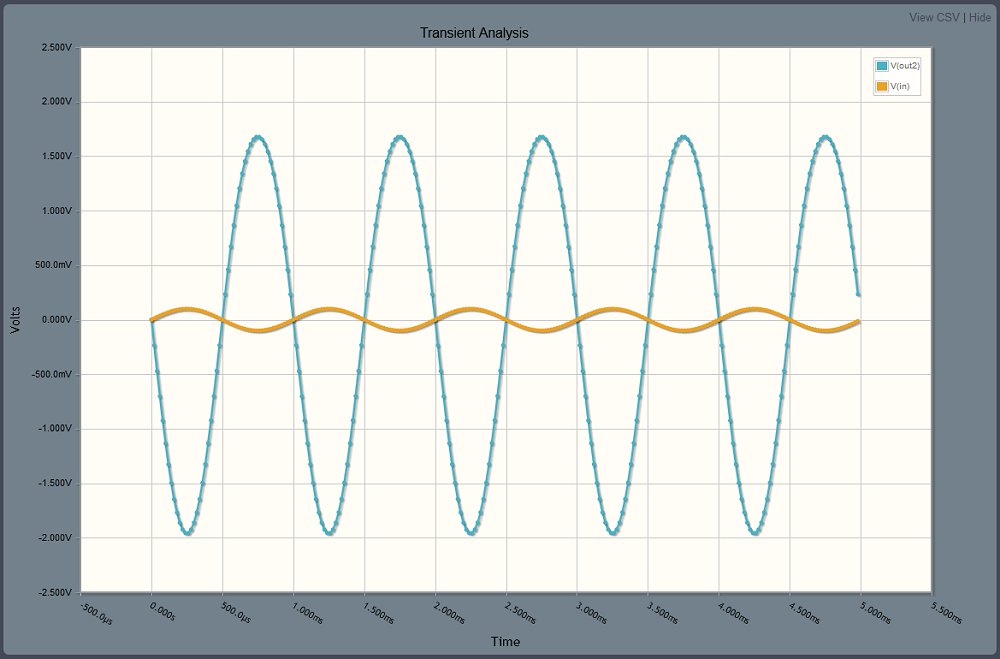 View CSV | Hide
Transient Analysis
2.500V
2.000V
1.500V
1.000V
500.0mV
0.000V
-500.0mV
-1.000V
-1.500V
-2.000V
-2.500V
Volts
V(out2)
V(in)
-500.0µs
0.000s
500.0µs
1.000ms
1.500ms
2.000ms
2.500ms
3.000ms
3.500ms
4.000ms
4.500ms
5.000ms
5.500ms
Time